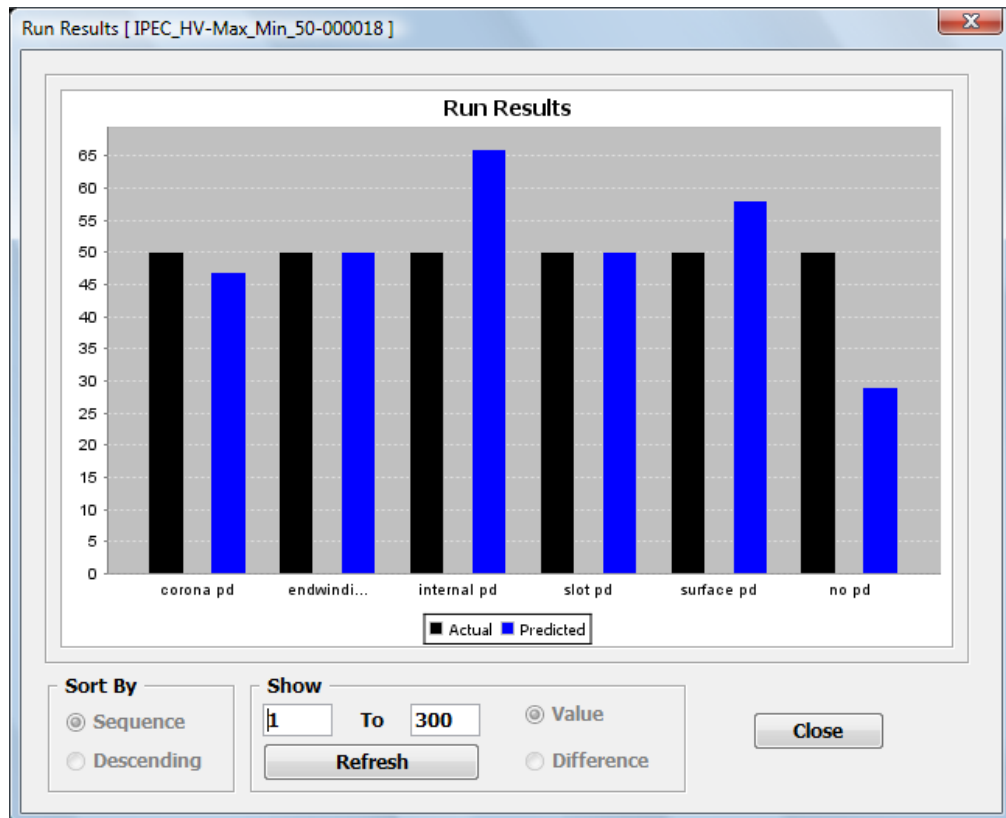 Run Results [ IPEC_HV-Max_Min_50-000018 ]
Run Results
65
60
55
50
45
40
35
30
25
20
15
10
5
0
corona pd endwindi... internal pd slot pd surface pd no pd
Actual Predicted
Sort By
Sequence
Descending
Show
1 To 300
Refresh
Value
Difference
Close